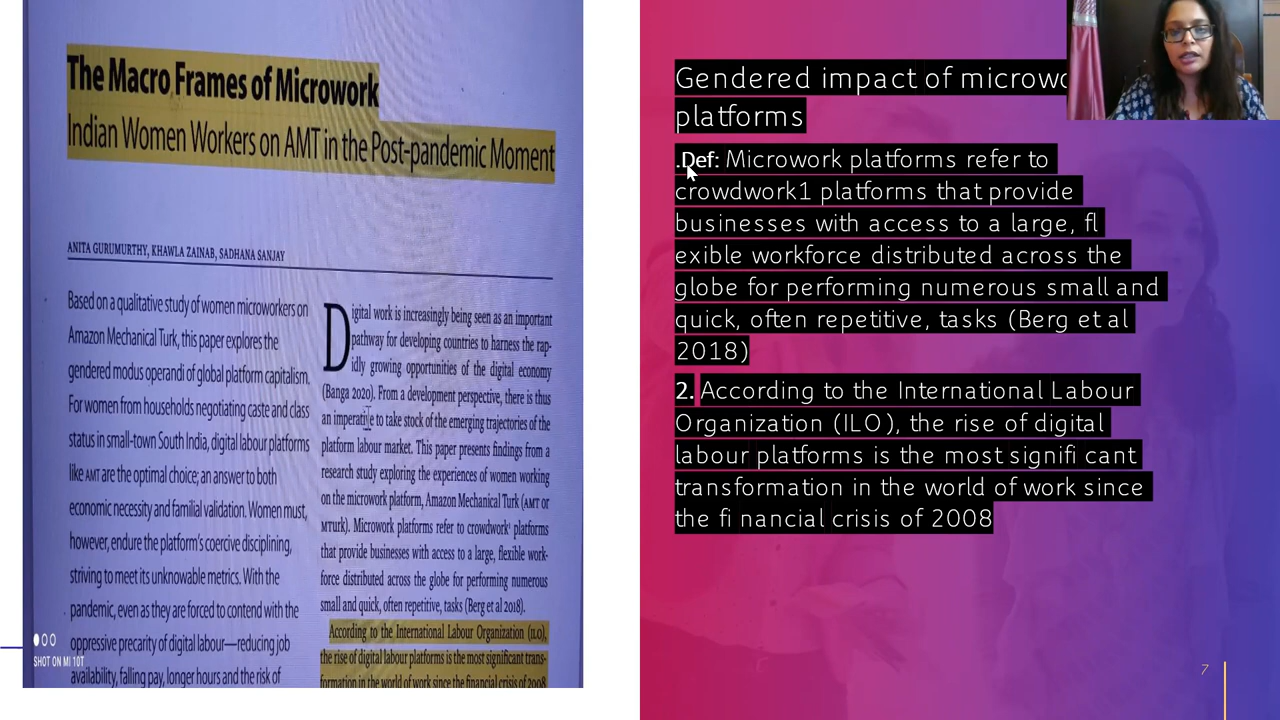 The Macro Frames of Microwork
Indian Women Workers on AMT in the Post-pandemic Moment
ANITA GURUMURTHY, KHAWLA ZAINAB, SADHANA SANJAY
Based on a qualitative study of women microworkers on
Amazon Mechanical Turk, this paper explores the
gendered modus operandi of global platform capitalism.
For women from households negotiating caste and class
status in small-town South India, digital labour platforms
like AMT are the optimal choice; an answer to both
economic necessity and familial validation. Women must,
however, endure the platform's coercive disciplining,
striving to meet its unknowable metrics. With the
pandemic, even as they are forced to contend with the
oppressive precarity of digital labour—reducing job
availability, falling pay, longer hours and the risk of
Digital work is increasingly being seen as an important
pathway for developing countries to harness the rap-
idly growing opportunities of the digital economy
(Banga 2020). From a development perspective, there is thus
an imperative to take stock of the emerging trajectories of the
platform labour market. This paper presents findings from a
research study exploring the experiences of women working
on the microwork platform, Amazon Mechanical Turk (AMT or
MTurk). Microwork platforms refer to crowdwork¹ platforms
that provide businesses with access to a large, flexible work-
force distributed across the globe for performing numerous
small and quick, often repetitive, tasks (Berg et al 2018).
According to the International Labour Organization (ILO),
the rise of digital labour platforms is the most significant trans-
formation in the world of work since the financial crisis of 2008
SHOT ON MI 10T
Gendered impact of microwo
platforms
.Def: Microwork platforms refer to
crowdwork1 platforms that provide
businesses with access to a large, fl
exible workforce distributed across the
globe for performing numerous small and
quick, often repetitive, tasks (Berg et al
2018)
2. According to the International Labour
Organization (ILO), the rise of digital
labour platforms is the most signifi cant
transformation in the world of work since
the fi nancial crisis of 2008
7